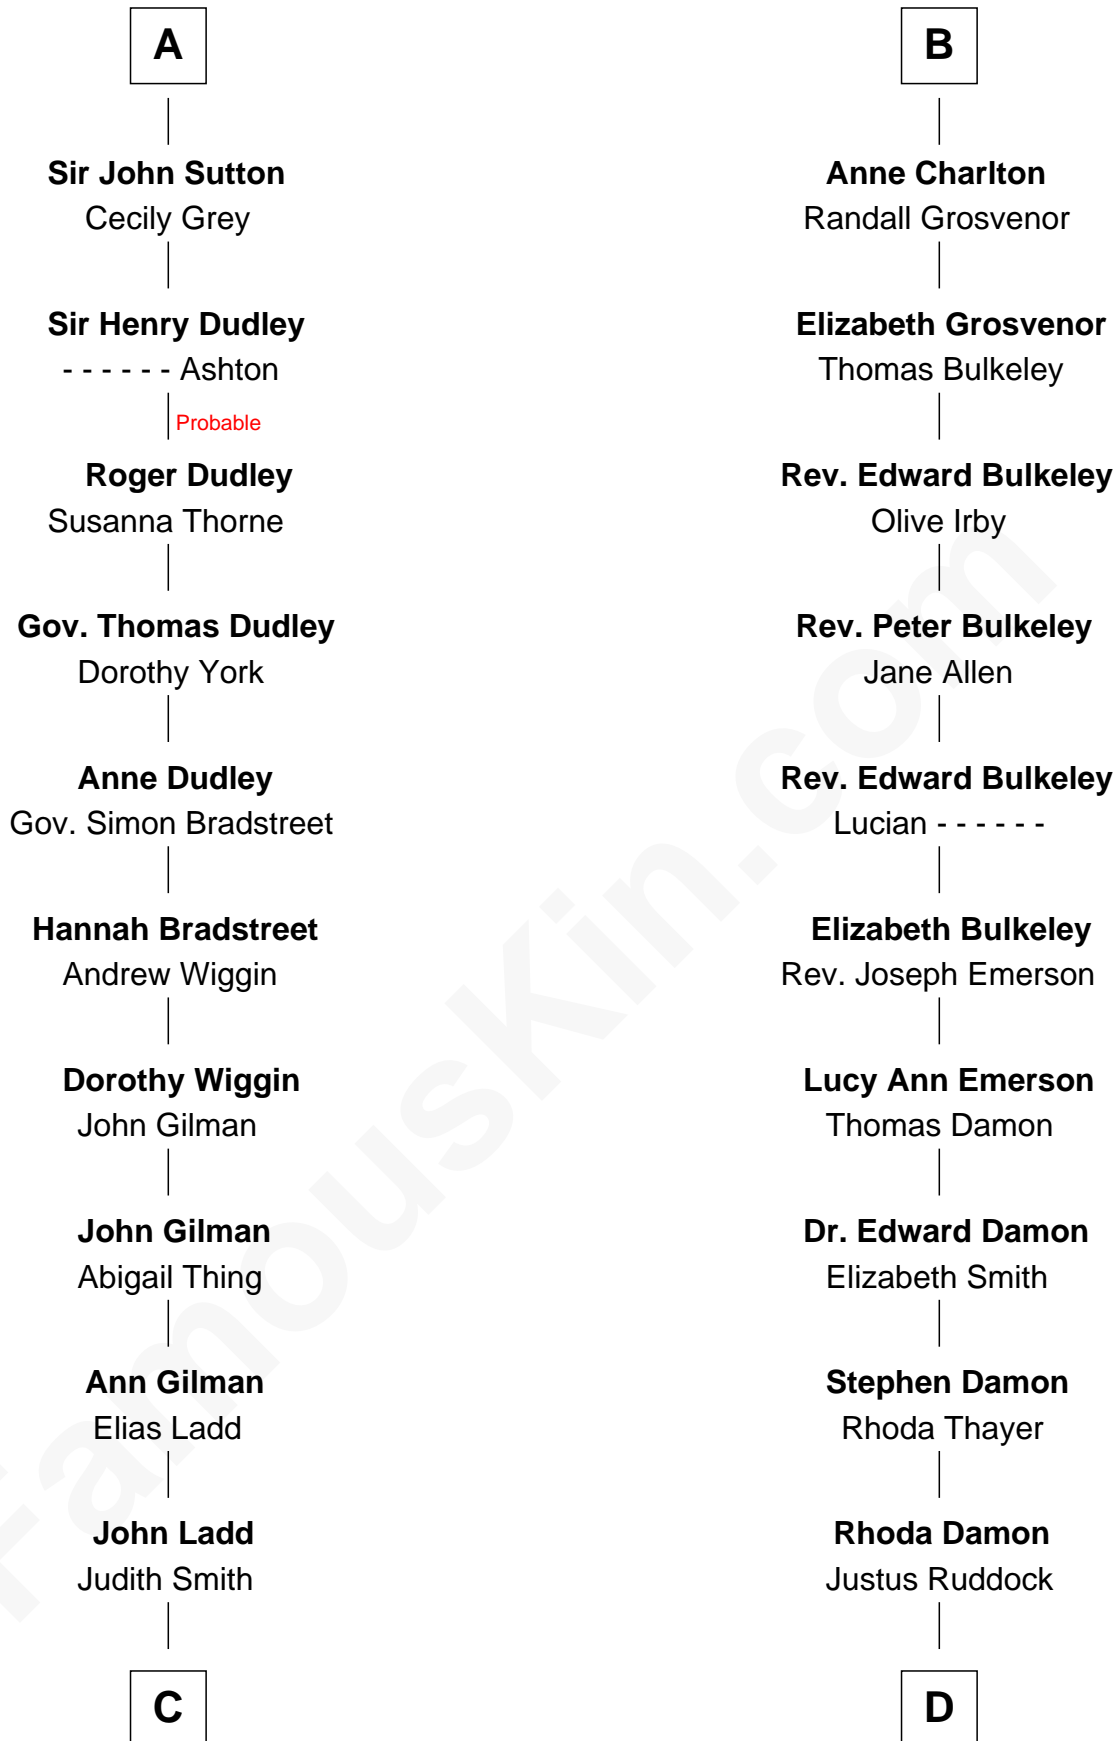 A
Sir John Sutton
Cecily Grey
Sir Henry Dudley
- - - - - - Ashton
Probable
Roger Dudley
Susanna Thorne
Gov. Thomas Dudley
Dorothy York
Anne Dudley
Gov. Simon Bradstreet
Hannah Bradstreet
Andrew Wiggin
Dorothy Wiggin
John Gilman
John Gilman
Abigail Thing
Ann Gilman
Elias Ladd
John Ladd
Judith Smith
C
B
Anne Charlton
Randall Grosvenor
Elizabeth Grosvenor
Thomas Bulkeley
Rev. Edward Bulkeley
Olive Irby
Rev. Peter Bulkeley
Jane Allen
Rev. Edward Bulkeley
Lucian - - - - - -
Elizabeth Bulkeley
Rev. Joseph Emerson
Lucy Ann Emerson
Thomas Damon
Dr. Edward Damon
Elizabeth Smith
Stephen Damon
Rhoda Thayer
Rhoda Damon
Justus Ruddock
D
FamousKin.com